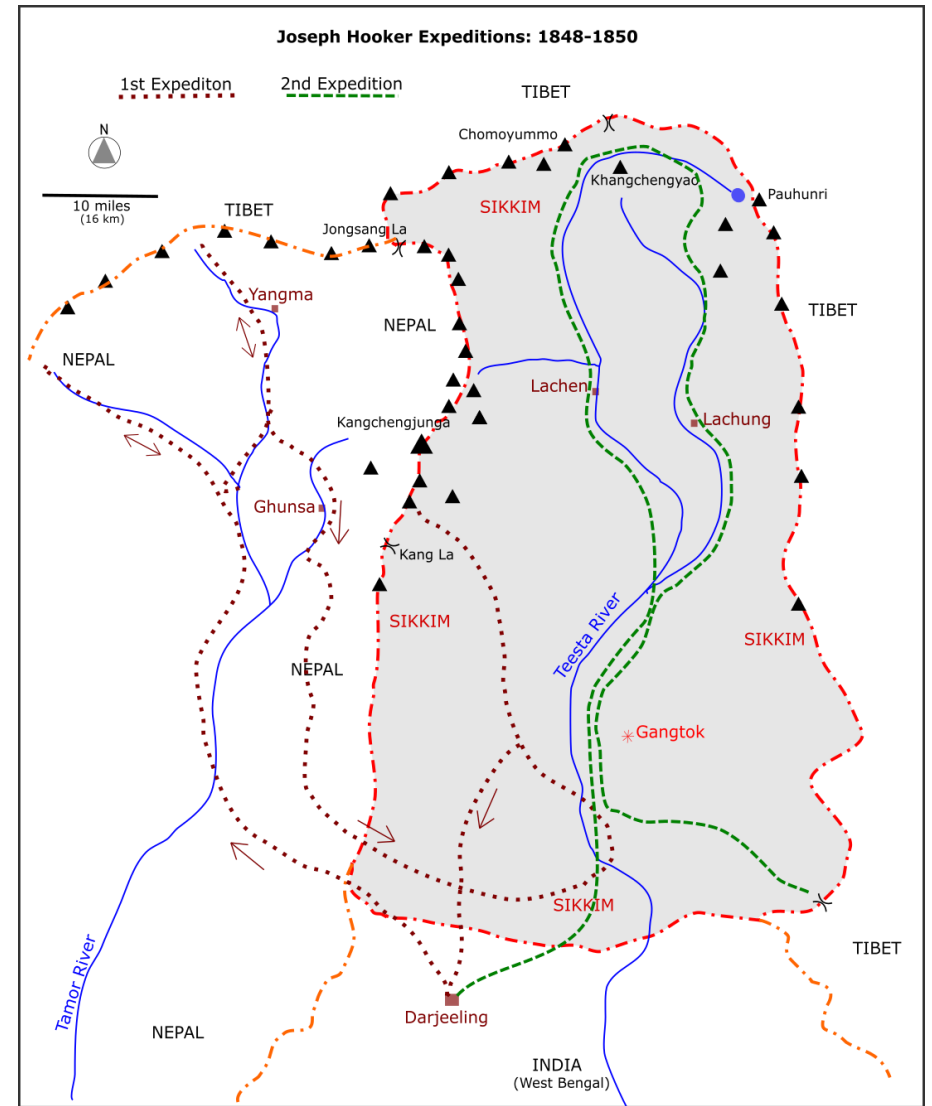 Joseph Hooker Expeditions: 1848-1850
1st Expediton
2nd Expedition
TIBET
N
Chomoyummo
Khangchengyao
Pauhunri
10 miles
(16 km)
SIKKIM
TIBET
Jongsang La
Yangma
NEPAL
TIBET
NEPAL
Lachen
Lachung
Kangchengjunga
Ghunsa
Kang La
SIKKIM
Teesta River
SIKKIM
NEPAL
Gangtok
SIKKIM
Tamor River
TIBET
Darjeeling
NEPAL
INDIA
(West Bengal)